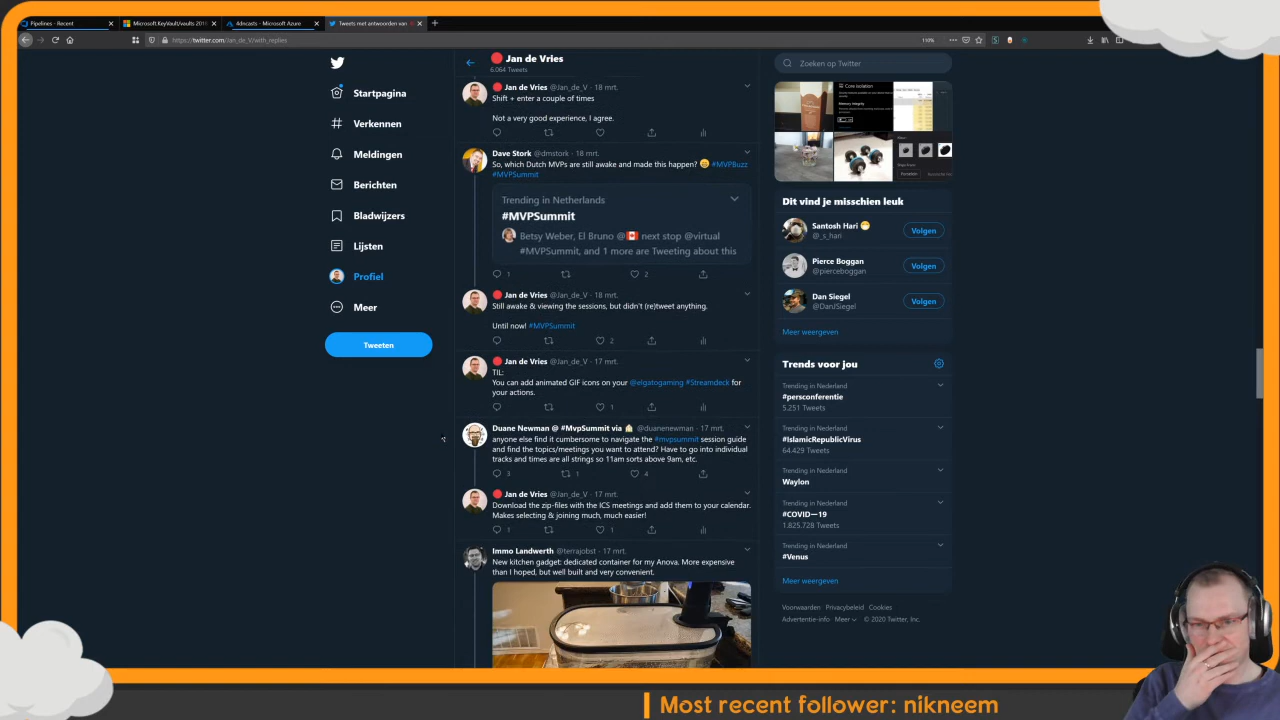 Pipelines - Recent
Microsoft.KeyVault/vaults 2018
4dncasts - Microsoft Azure
Tweets met antwoorden van
https://twitter.com/Jan_de_V/with_replies
110%
Startpagina
Verkennen
Meldingen
Berichten
Bladwijzers
Lijsten
Profiel
Meer
Tweeten
Jan de Vries
6.064 Tweets
Jan de Vries @Jan_de_V · 18 mrt.
Shift + enter a couple of times
Not a very good experience, I agree.
Dave Stork @dmstork · 18 mrt.
So, which Dutch MVPs are still awake and made this happen? 😁 #MVPBuzz
#MVPSummit
Trending in Netherlands
#MVPSummit
Betsy Weber, El Bruno @🇨🇦 next stop @virtual
#MVPSummit, and 1 more are Tweeting about this
1
2
Jan de Vries @Jan_de_V · 18 mrt.
Still awake & viewing the sessions, but didn't (re)tweet anything.
Until now! #MVPSummit
2
Jan de Vries @Jan_de_V · 17 mrt.
TIL:
You can add animated GIF icons on your @elgatogaming #Streamdeck for
your actions.
1
Duane Newman @ #MvpSummit via 🏠 @duanenewman · 17 mrt.
anyone else find it cumbersome to navigate the #mvpsummit session guide
and find the topics/meetings you want to attend? Have to go into individual
tracks and times are all strings so 11am sorts above 9am, etc.
3
1
4
Jan de Vries @Jan_de_V · 17 mrt.
Download the zip-files with the ICS meetings and add them to your calendar.
Makes selecting & joining much, much easier!
1
1
Immo Landwerth @terrajobst · 17 mrt.
New kitchen gadget: dedicated container for my Anova. More expensive
than I hoped, but well built and very convenient.
Zoeken op Twitter
Core isolation
Memory integrity
Dit vind je misschien leuk
Santosh Hari
@_s_hari
Volgen
Pierce Boggan
@pierceboggan
Volgen
Dan Siegel
@DanJSiegel
Volgen
Meer weergeven
Trends voor jou
Trending in Nederland
#persconferentie
5.251 Tweets
Trending in Nederland
#IslamicRepublicVirus
64.429 Tweets
Trending in Nederland
Waylon
Trending in Nederland
#COVID—19
1.825.728 Tweets
Trending in Nederland
#Venus
Meer weergeven
Voorwaarden Privacybeleid Cookies
Advertentie-info Meer © 2020 Twitter, Inc.
Most recent follower: nikneem